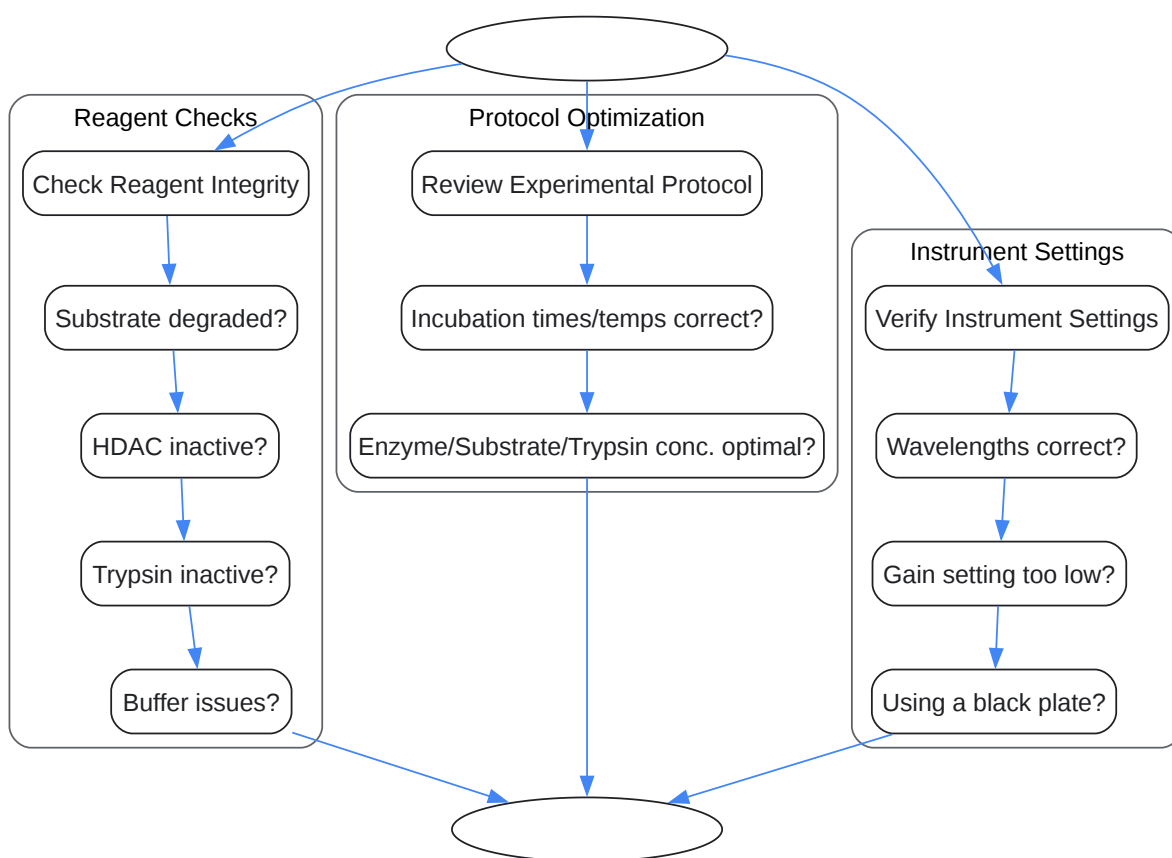 Reagent Checks
Check Reagent Integrity
Substrate degraded?
HDAC inactive?
Trypsin inactive?
Buffer issues?
Protocol Optimization
Review Experimental Protocol
Incubation times/temps correct?
Enzyme/Substrate/Trypsin conc. optimal?
Instrument Settings
Verify Instrument Settings
Wavelengths correct?
Gain setting too low?
Using a black plate?